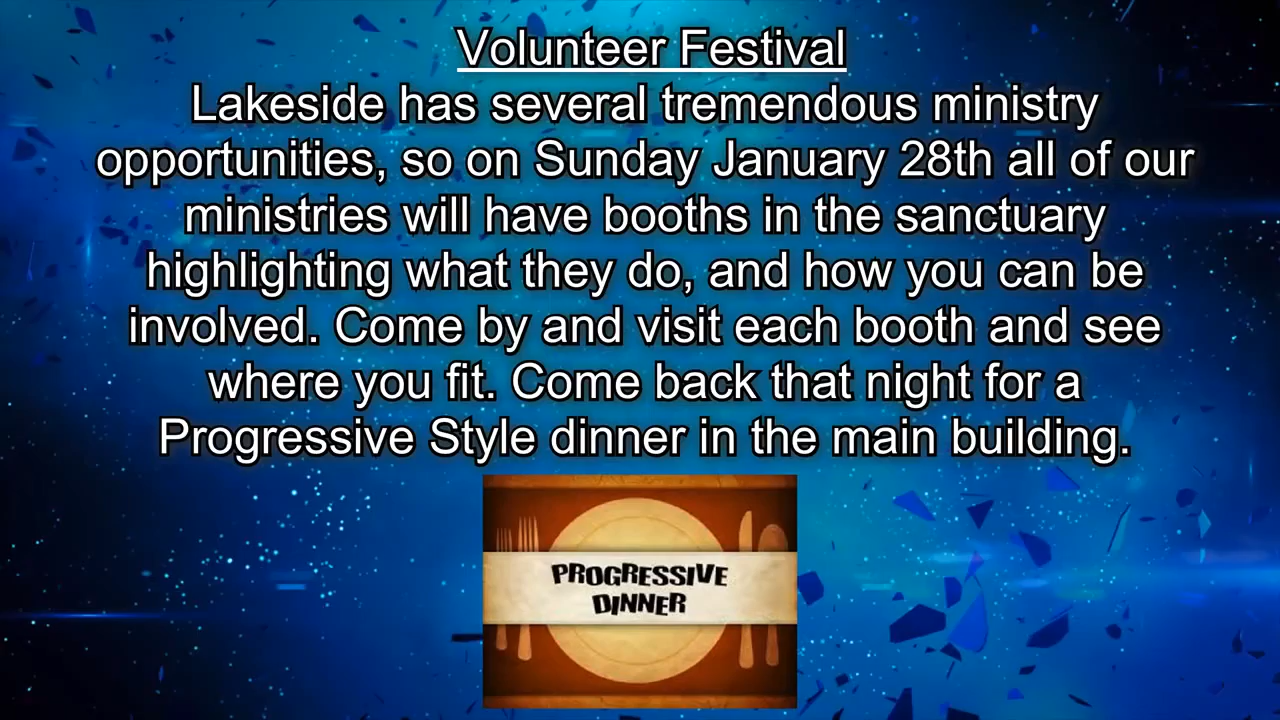 Volunteer Festival
Lakeside has several tremendous ministry
opportunities, so on Sunday January 28th all of our
ministries will have booths in the sanctuary
highlighting what they do, and how you can be
involved. Come by and visit each booth and see
where you fit. Come back that night for a
Progressive Style dinner in the main building.
PROGRESSIVE
DINNER